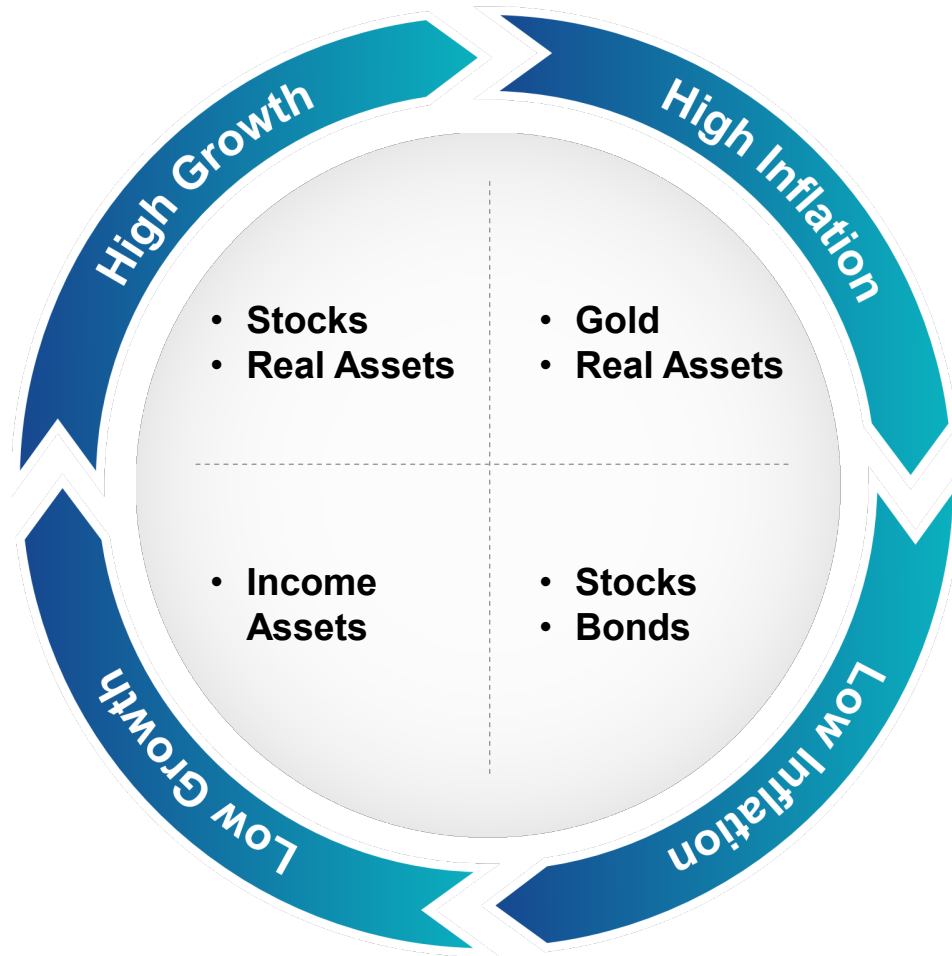 High Growth
High Inflation
• Stocks
• Real Assets
• Gold
• Real Assets
• Income
Assets
• Stocks
• Bonds
Low Growth
Low Inflation